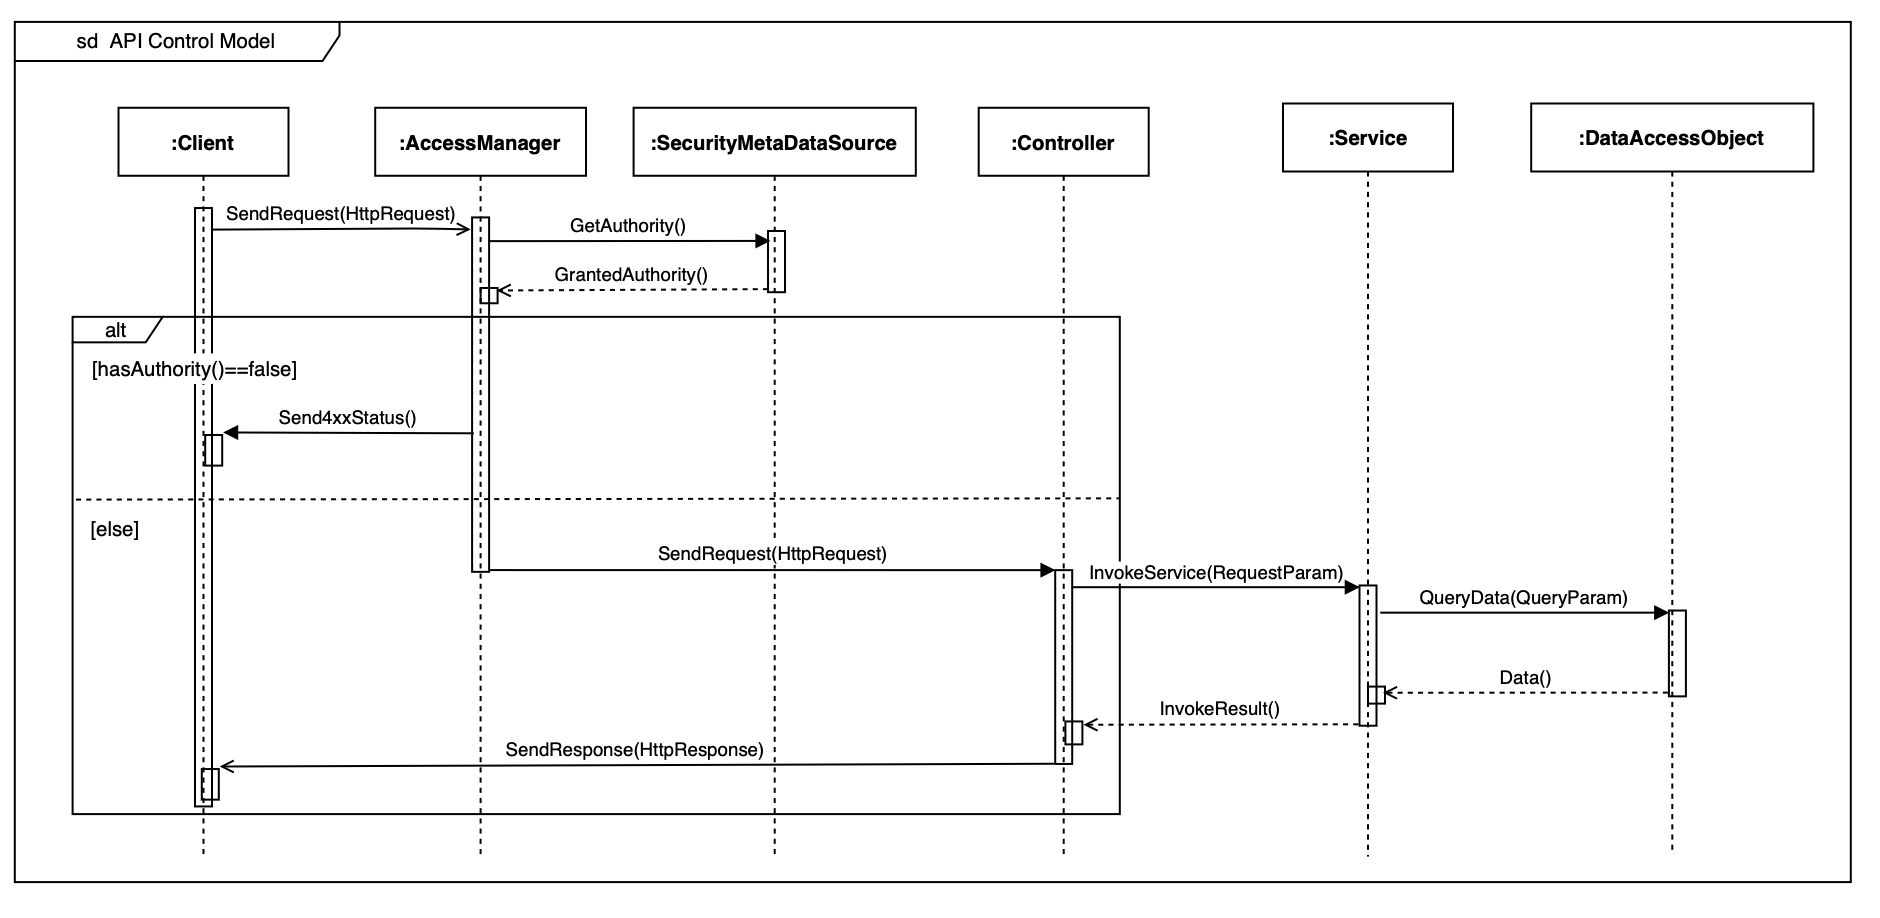 sd  API Control Model
:Client
:AccessManager
:SecurityMetaDataSource
:Controller
:Service
:DataAccessObject
SendRequest(HttpRequest)
GetAuthority()
GrantedAuthority()
alt
[hasAuthority()==false]
Send4xxStatus()
[else]
SendRequest(HttpRequest)
InvokeService(RequestParam)
QueryData(QueryParam)
Data()
InvokeResult()
SendResponse(HttpResponse)